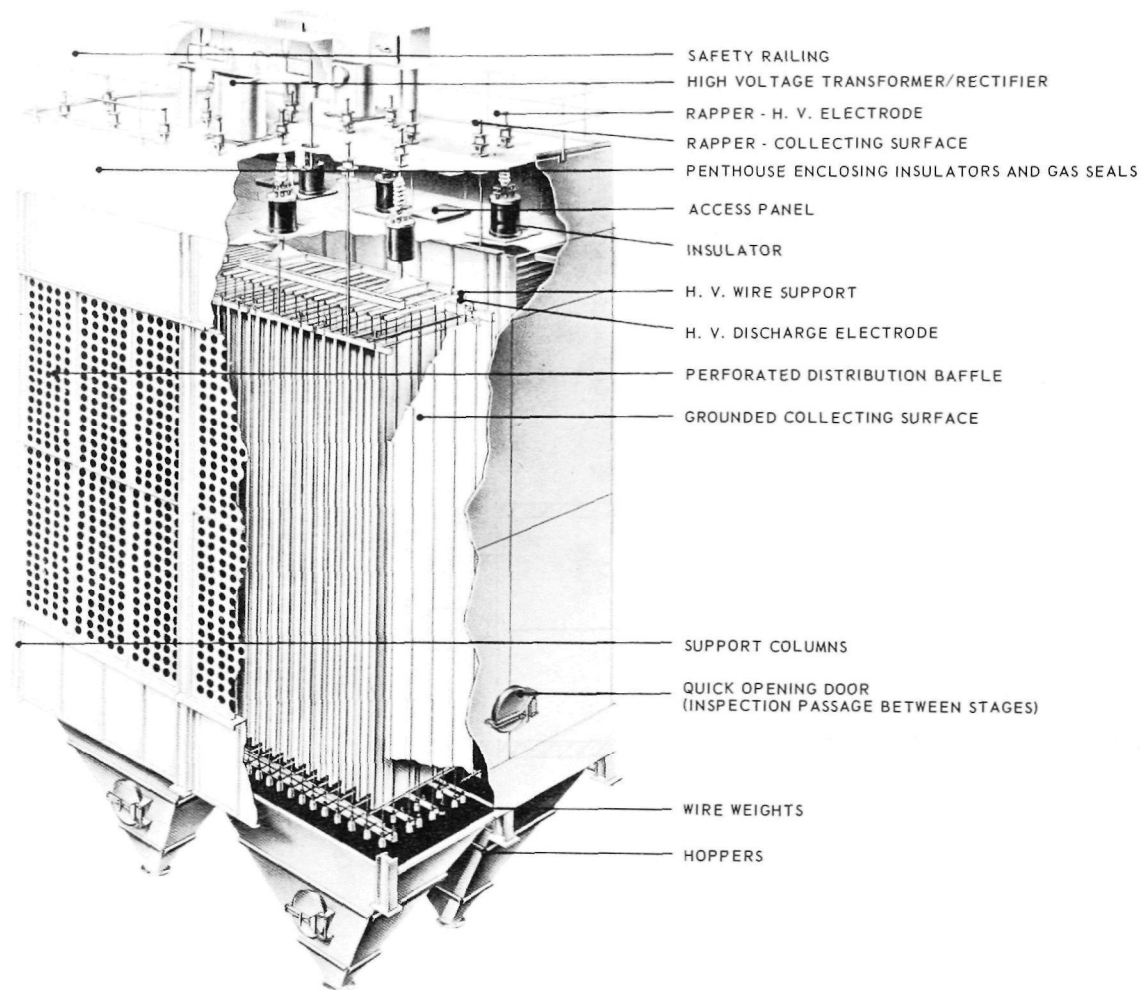 SAFETY RAILING
HIGH VOLTAGE TRANSFORMER/RECTIFIER
RAPPER - H. V. ELECTRODE
RAPPER - COLLECTING SURFACE
PENTHOUSE ENCLOSING INSULATORS AND GAS SEALS
ACCESS PANEL
INSULATOR
H. V. WIRE SUPPORT
H. V. DISCHARGE ELECTRODE
PERFORATED DISTRIBUTION BAFFLE
GROUNDED COLLECTING SURFACE
SUPPORT COLUMNS
QUICK OPENING DOOR
(INSPECTION PASSAGE BETWEEN STAGES)
WIRE WEIGHTS
HOPPERS